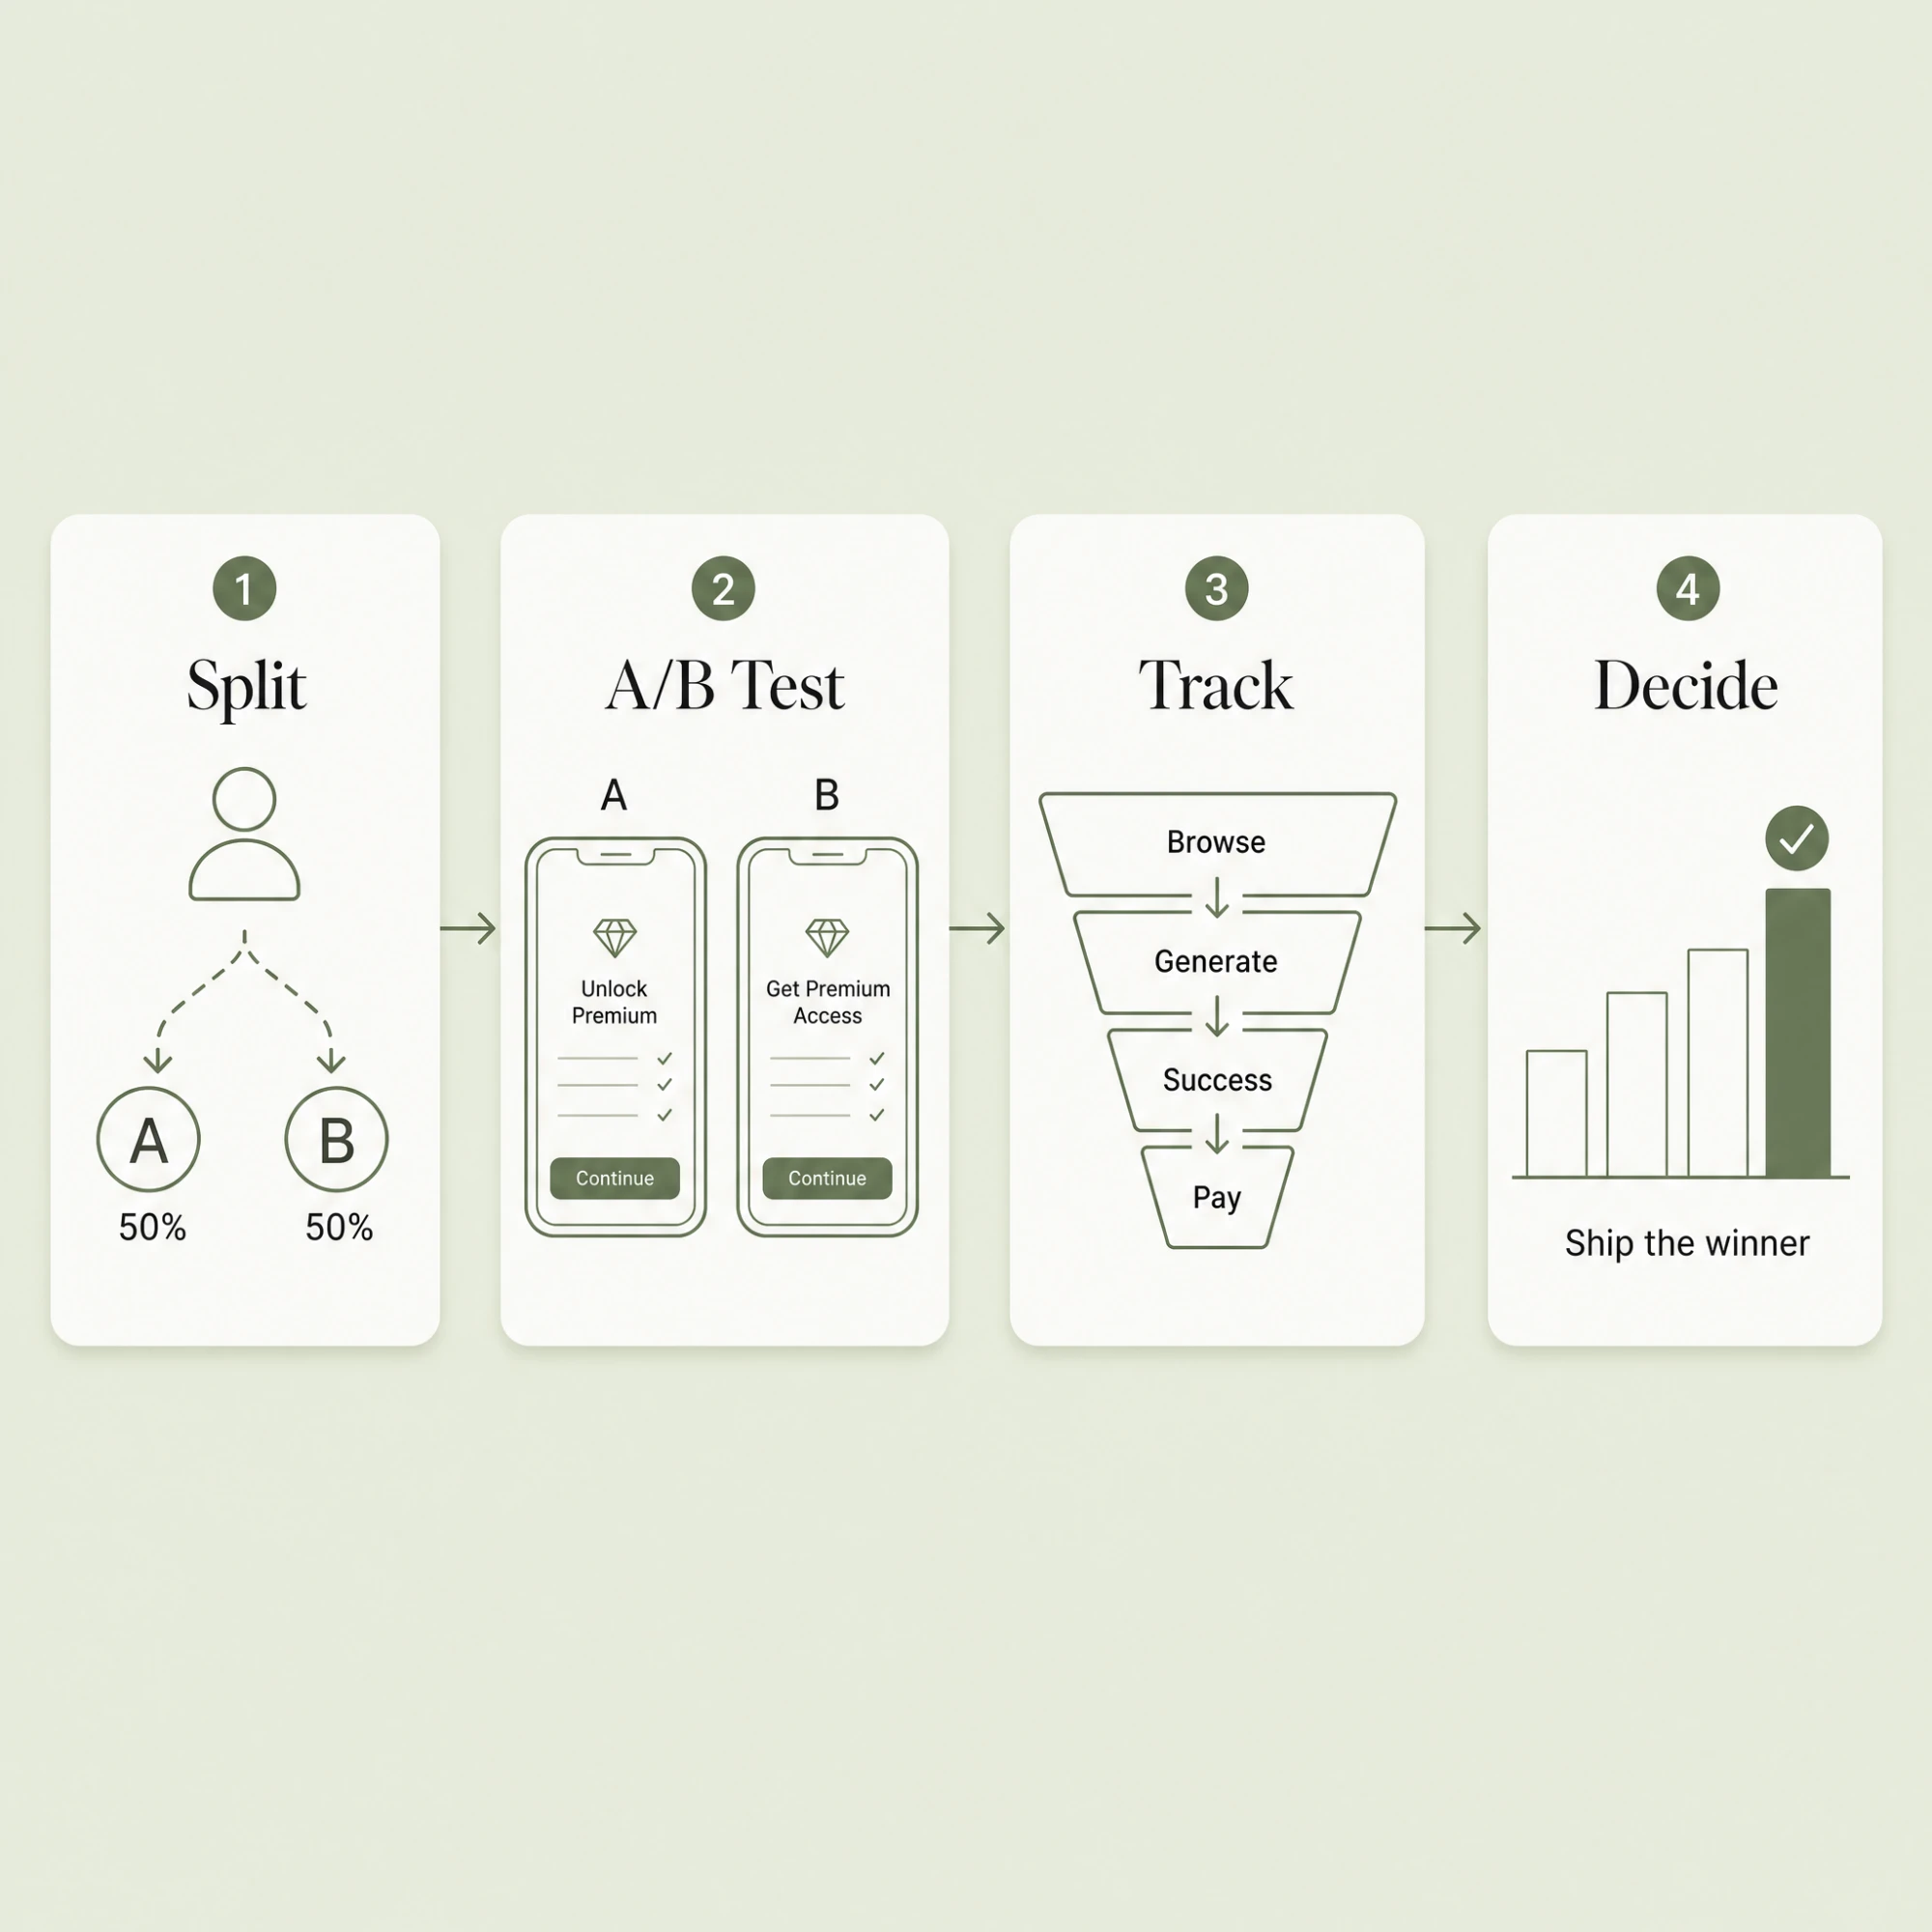 1
Split
A
B
50%
50%
2
A/B Test
A
B
Unlock
Premium
Continue
Get Premium
Access
Continue
3
Track
Browse
Generate
Success
Pay
4
Decide
Ship the winner